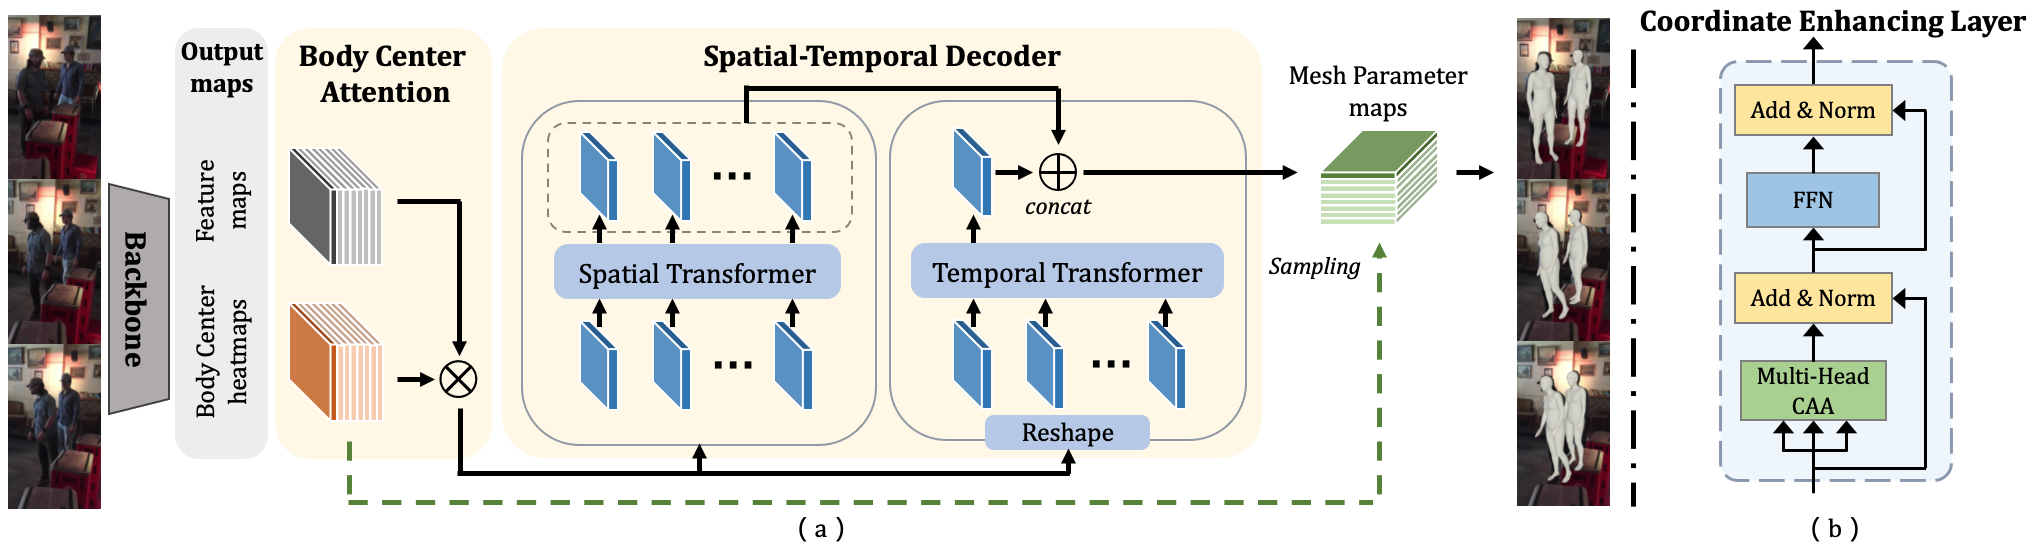 Backbone
Output
maps
Feature
maps
Body Center
heatmaps
Body Center
Attention
Spatial-Temporal Decoder
Spatial Transformer
Temporal Transformer
Reshape
concat
Mesh Parameter
maps
Sampling
( a )
Coordinate Enhancing Layer
Add & Norm
FFN
Add & Norm
Multi-Head
CAA
( b )